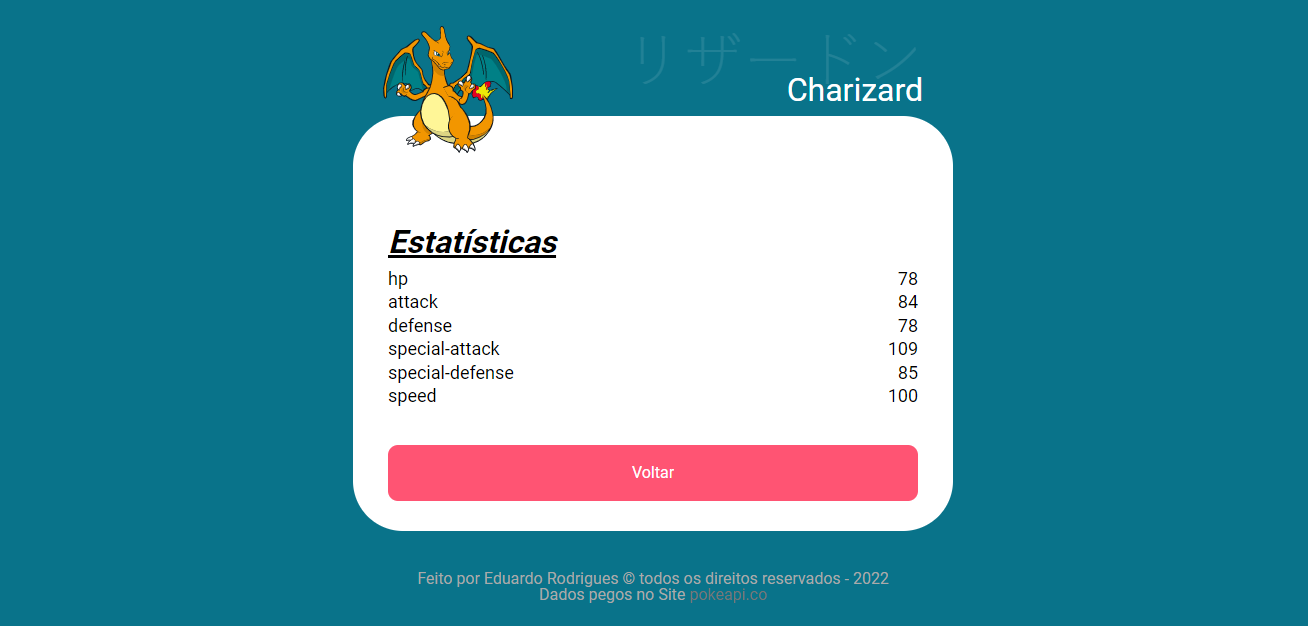 リザードン
Charizard
Estatísticas
hp 78
attack 84
defense 78
special-attack 109
special-defense 85
speed 100
Voltar
Feito por Eduardo Rodrigues © todos os direitos reservados - 2022
Dados pegos no Site pokeapi.co